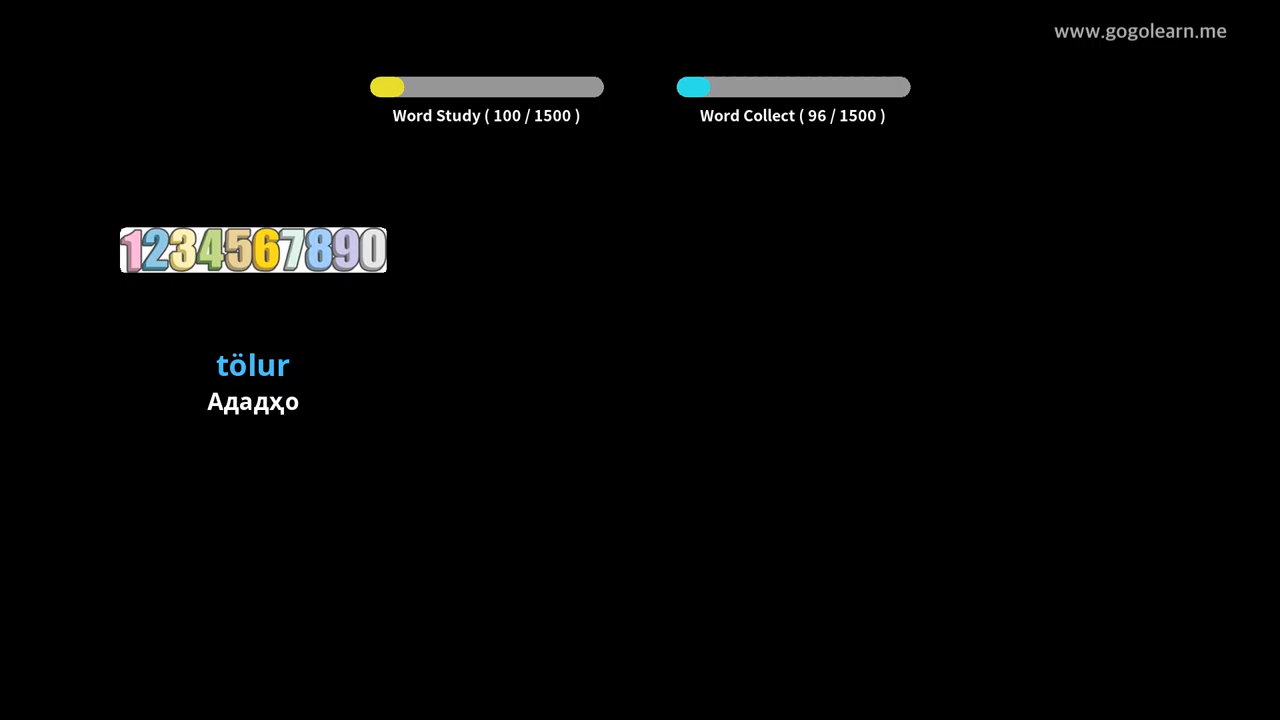 www.gogolearn.me
Word Study ( 100 / 1500 )
Word Collect ( 96 / 1500 )
1234567890
tölur
Ададҳо